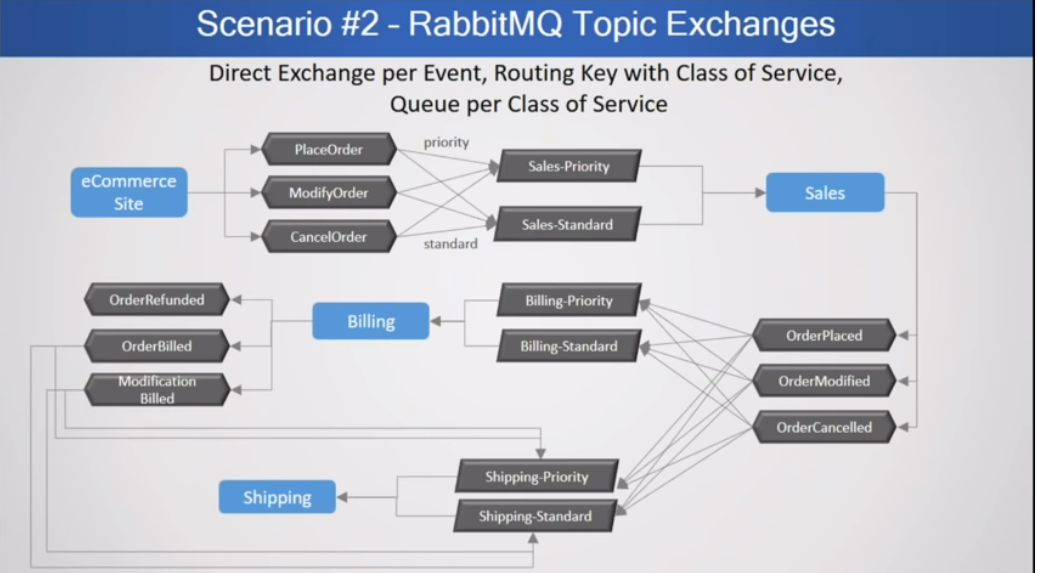 Scenario #2 - RabbitMQ Topic Exchanges
Direct Exchange per Event, Routing Key with Class of Service,
Queue per Class of Service
eCommerce
Site
PlaceOrder
ModifyOrder
CancelOrder
priority
standard
Sales-Priority
Sales-Standard
Sales
OrderRefunded
OrderBilled
Modification
Billed
Billing
Billing-Priority
Billing-Standard
OrderPlaced
OrderModified
OrderCancelled
Shipping
Shipping-Priority
Shipping-Standard